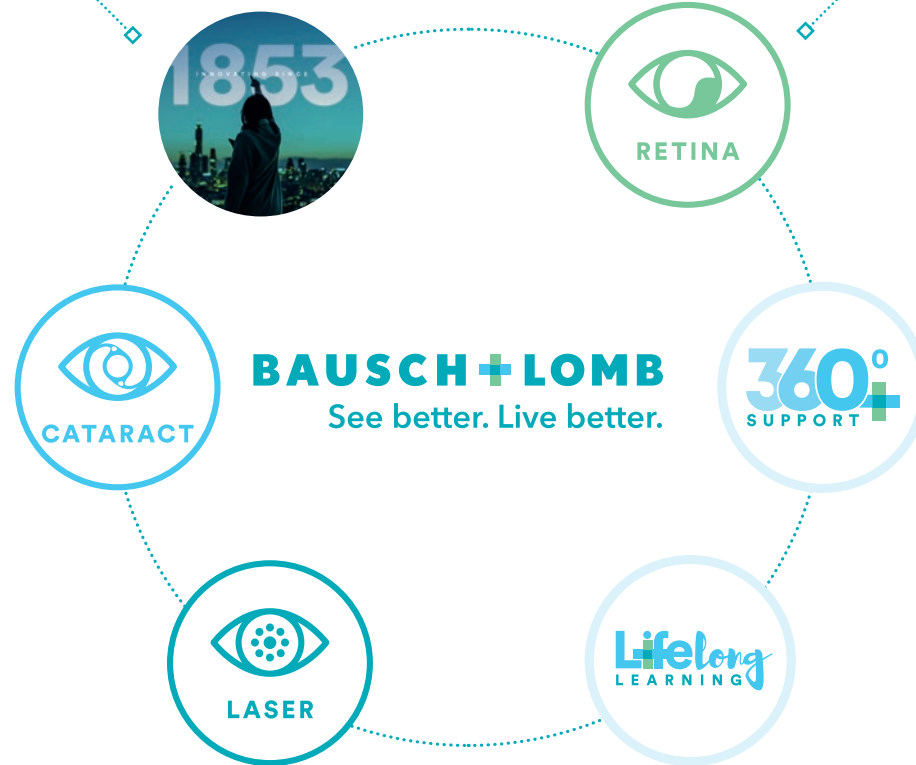 1853
INNOVATING SINCE
RETINA
CATARACT
BAUSCH+LOMB
See better. Live better.
360°+
SUPPORT
LASER
Lifelong
LEARNING